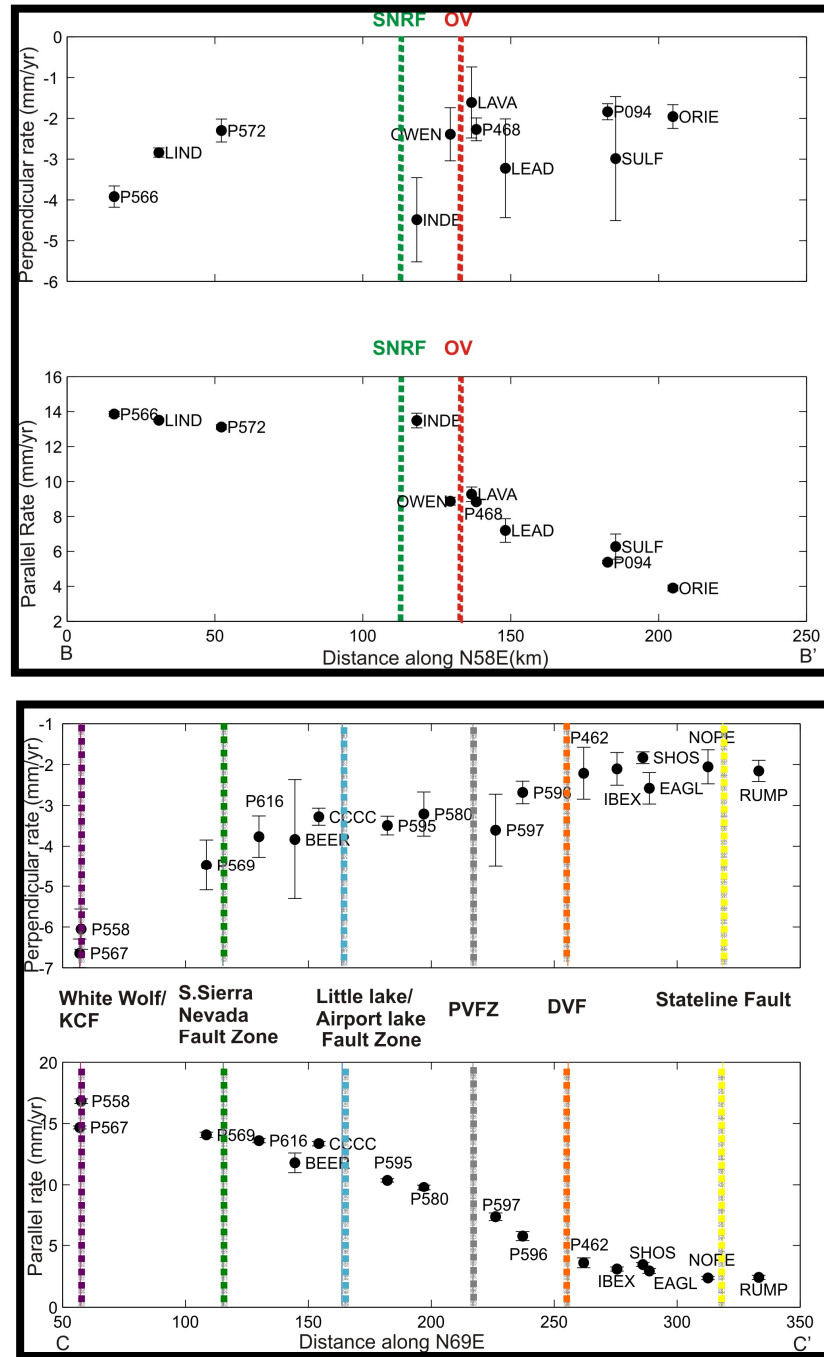 SNRF OV
Perpendicular rate (mm/yr)
0
-1
-2
-3
-4
-5
-6
P566
LIND
P572
INDE
OWEN
LAVA
P468
LEAD
P094
SULF
ORIE
SNRF OV
Parallel Rate (mm/yr)
16
14
12
10
8
6
4
2
P566
LIND
P572
INDE
OWEN
LAVA
P468
LEAD
SULF
P094
ORIE
0 50 100 150 200 250
B Distance along N58E(km) B'
Perpendicular rate (mm/yr)
-1
-2
-3
-4
-5
-6
-7
P558
P567
P569
P616
BEER
CCCC
P595
P580
P597
P596
P462
IBEX
SHOS
EAGL
NOPE
RUMP
White Wolf/
KCF
S.Sierra
Nevada
Fault Zone
Little lake/
Airport lake
Fault Zone
PVFZ
DVF
Stateline Fault
Parallel rate (mm/yr)
20
15
10
5
0
P558
P567
P569
P616
BEER
CCCC
P595
P580
P597
P596
P462
IBEX
SHOS
EAGL
NOPE
RUMP
50 100 150 200 250 300 350
C Distance along N69E C'